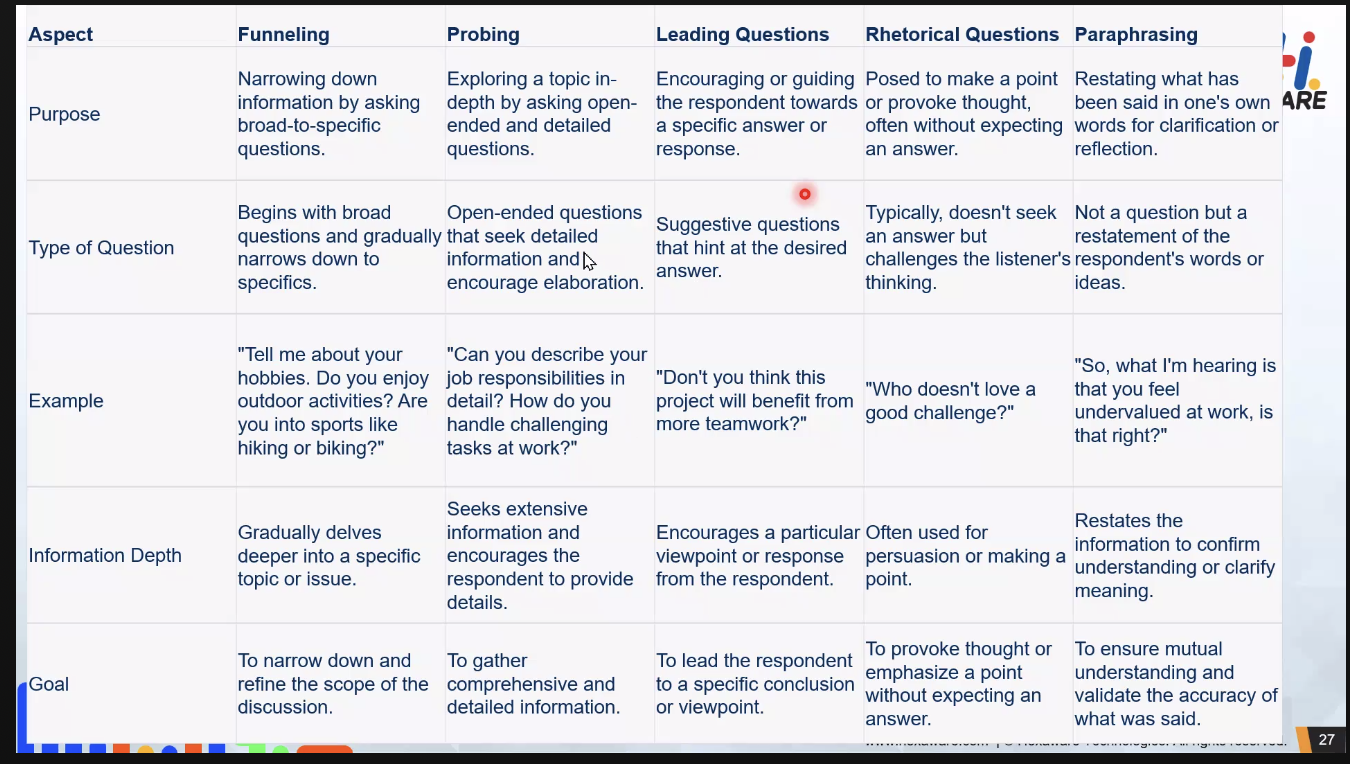 Aspect
Funneling
Probing
Leading Questions
Rhetorical Questions
Paraphrasing
Purpose
Narrowing down
information by asking
broad-to-specific
questions.
Exploring a topic in-
depth by asking open-
ended and detailed
questions.
Encouraging or guiding
the respondent towards
a specific answer or
response.
Posed to make a point
or provoke thought,
often without expecting
an answer.
Restating what has
been said in one's own
words for clarification or
reflection.
Type of Question
Begins with broad
questions and gradually
narrows down to
specifics.
Open-ended questions
that seek detailed
information and
encourage elaboration.
Suggestive questions
that hint at the desired
answer.
Typically, doesn't seek
an answer but
challenges the listener's
thinking.
Not a question but a
restatement of the
respondent's words or
ideas.
Example
"Tell me about your
hobbies. Do you enjoy
outdoor activities? Are
you into sports like
hiking or biking?"
"Can you describe your
job responsibilities in
detail? How do you
handle challenging
tasks at work?"
"Don't you think this
project will benefit from
more teamwork?"
"Who doesn't love a
good challenge?"
"So, what I'm hearing is
that you feel
undervalued at work, is
that right?"
Information Depth
Gradually delves
deeper into a specific
topic or issue.
Seeks extensive
information and
encourages the
respondent to provide
details.
Encourages a particular
viewpoint or response
from the respondent.
Often used for
persuasion or making a
point.
Restates the
information to confirm
understanding or clarify
meaning.
Goal
To narrow down and
refine the scope of the
discussion.
To gather
comprehensive and
detailed information.
To lead the respondent
to a specific conclusion
or viewpoint.
To provoke thought or
emphasize a point
without expecting an
answer.
To ensure mutual
understanding and
validate the accuracy of
what was said.
www.hexaware.com | © Hexaware Technologies. All rights reserved.
27